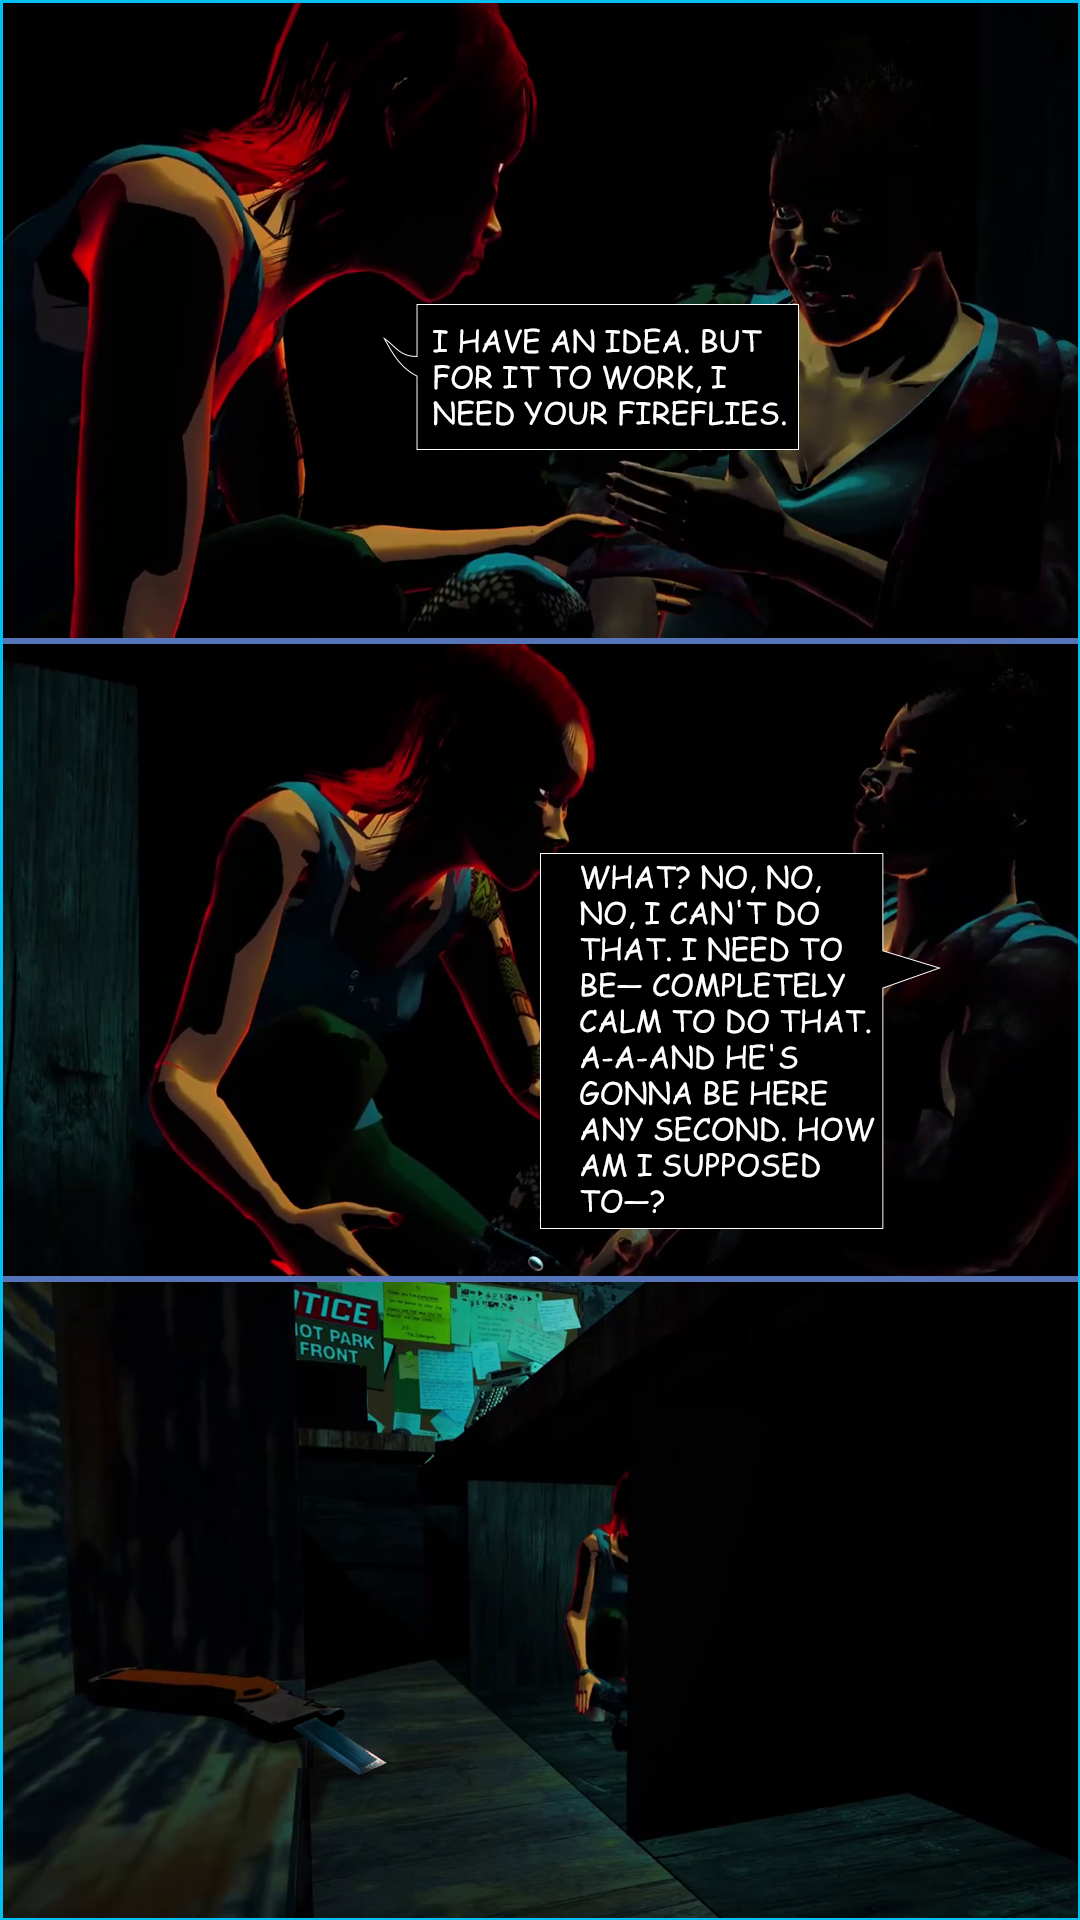 I HAVE AN IDEA. BUT
FOR IT TO WORK, I
NEED YOUR FIREFLIES.
WHAT? NO, NO,
NO, I CAN'T DO
THAT. I NEED TO
BE— COMPLETELY
CALM TO DO THAT.
A-A-AND HE'S
GONNA BE HERE
ANY SECOND. HOW
AM I SUPPOSED
TO—?
TICE
NOT PARK
FRONT